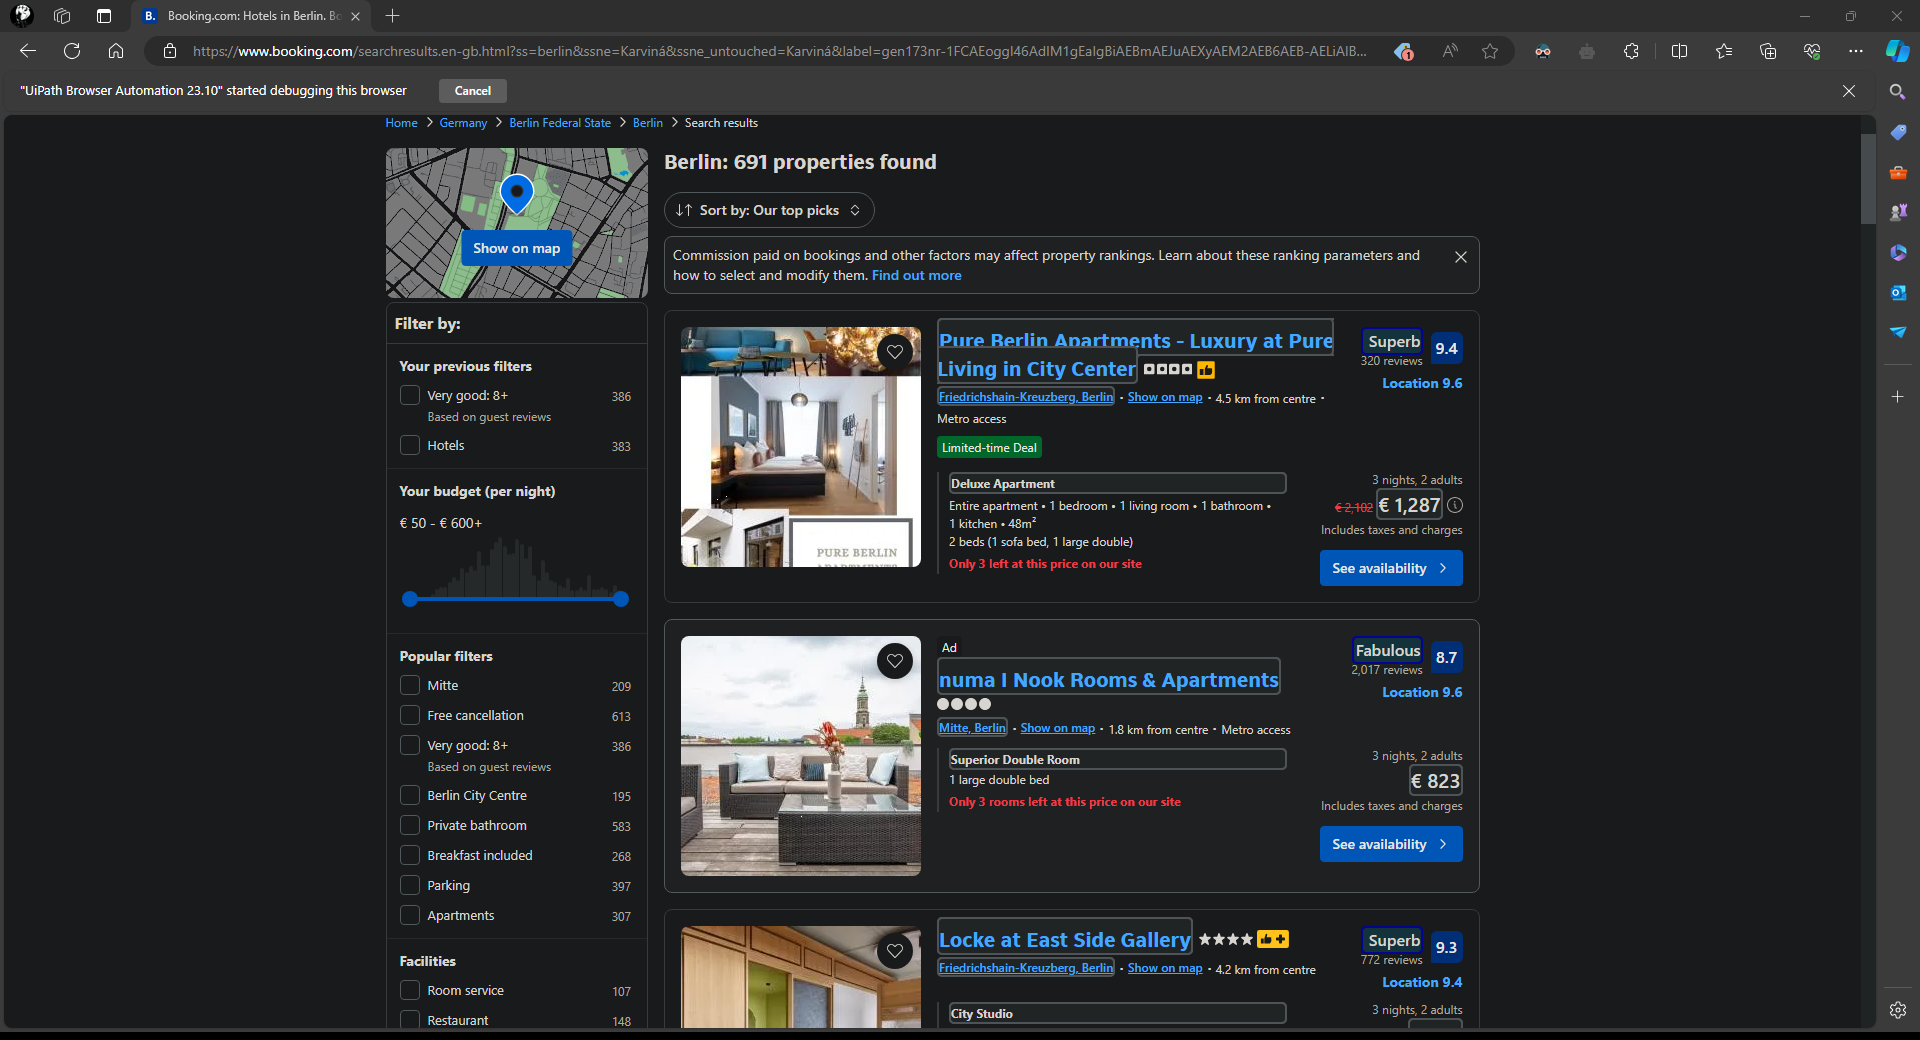 Booking.com: Hotels in Berlin. Bo
https://www.booking.com/searchresults.en-gb.html?ss=berlin&ssne=Karviná&ssne_untouched=Karviná&label=gen173nr-1FCAEoggI46AdIM1gEaIgBiAEBmAEJuAEXyAEM2AEB6AEB-AELiAIB...
1
"UiPath Browser Automation 23.10" started debugging this browser
Cancel
Home > Germany > Berlin Federal State > Berlin > Search results
Show on map
Filter by:
Your previous filters
Very good: 8+ 386
Based on guest reviews
Hotels 383
Your budget (per night)
€ 50 - € 600+
Popular filters
Mitte 209
Free cancellation 613
Very good: 8+ 386
Based on guest reviews
Berlin City Centre 195
Private bathroom 583
Breakfast included 268
Parking 397
Apartments 307
Facilities
Room service 107
Restaurant 148
Berlin: 691 properties found
Sort by: Our top picks
Commission paid on bookings and other factors may affect property rankings. Learn about these ranking parameters and
how to select and modify them. Find out more
PURE BERLIN
APARTMENTS
Pure Berlin Apartments - Luxury at Pure
Living in City Center
Superb 9.4
320 reviews
Location 9.6
Friedrichshain-Kreuzberg, Berlin • Show on map • 4.5 km from centre •
Metro access
Limited-time Deal
Deluxe Apartment
Entire apartment • 1 bedroom • 1 living room • 1 bathroom •
1 kitchen • 48m²
2 beds (1 sofa bed, 1 large double)
Only 3 left at this price on our site
3 nights, 2 adults
€ 2,102 € 1,287
Includes taxes and charges
See availability
Ad
numa I Nook Rooms & Apartments
Fabulous 8.7
2,017 reviews
Location 9.6
Mitte, Berlin • Show on map • 1.8 km from centre • Metro access
Superior Double Room
1 large double bed
Only 3 rooms left at this price on our site
3 nights, 2 adults
€ 823
Includes taxes and charges
See availability
Locke at East Side Gallery
Superb 9.3
772 reviews
Location 9.4
Friedrichshain-Kreuzberg, Berlin • Show on map • 4.2 km from centre
City Studio
3 nights, 2 adults